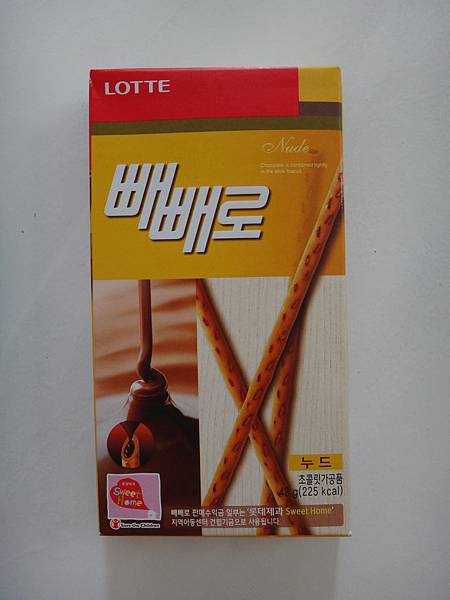 LOTTE
Nude
Chocolate is contained tightly
in the stick biscuit
빼빼로
누드
초콜릿가공품
43 g(225 kcal)
Sweet
Home
Save the Children
빼빼로 판매수익금 일부는 '롯데제과 Sweet Home'
지역아동센터 건립기금으로 사용됩니다.